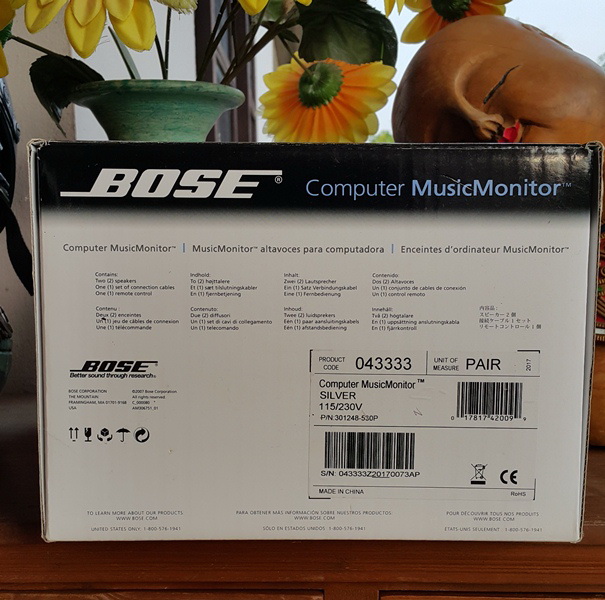 BOSE® Computer MusicMonitor™
Computer MusicMonitor™ | MusicMonitor™ altavoces para computadora | Enceintes d'ordinateur MusicMonitor™
Contains:
Two (2) speakers
One (1) set of connection cables
One (1) remote control
Indhold:
To (2) højttalere
Et (1) sæt tilslutningskabler
En (1) fjernbetjening
Inhalt:
Zwei (2) Lautsprecher
Ein (1) Satz Verbindungskabel
Eine (1) Fernbedienung
Contenido:
Dos (2) Altavoces
Un (1) conjunto de cables de conexión
Un (1) control remoto
Contenu :
Deux (2) enceintes
Un (1) jeu de câbles de connexion
Une (1) télécommande
Contenuto:
Due (2) diffusori
Un (1) set di cavi di collegamento
Un (1) telecomando
Inhoud:
Twee (2) luidsprekers
Eén (1) paar aansluitingskabels
Eén (1) afstandsbediening
Innehåll:
Två (2) högtalare
En (1) uppsättning anslutningskabla
En (1) fjärrkontroll
内容品:
スピーカー 2 個
接続ケーブル 1 セット
リモートコントロール 1 個
BOSE®
Better sound through research®
BOSE CORPORATION
THE MOUNTAIN
FRAMINGHAM, MA 01701-9168
USA
©2007 Bose Corporation
All rights reserved.
C_000080
AM306751_01
PRODUCT CODE 043333
UNIT OF MEASURE PAIR
2017
Computer MusicMonitor™
SILVER
115/230V
P/N:301248-530P
0 17817 42009 9
S/N: 043333Z20170073AP
MADE IN CHINA
CE
RoHS
TO LEARN MORE ABOUT OUR PRODUCTS
WWW.BOSE.COM
UNITED STATES ONLY: 1-800-576-1941
PARA OBTENER MÁS INFORMACIÓN SOBRE NUESTROS PRODUCTOS
WWW.BOSE.COM
SÓLO EN ESTADOS UNIDOS: 1-800-576-1941
POUR DÉCOUVRIR TOUS NOS PRODUITS
WWW.BOSE.COM
ÉTATS-UNIS SEULEMENT : 1-800-576-1941